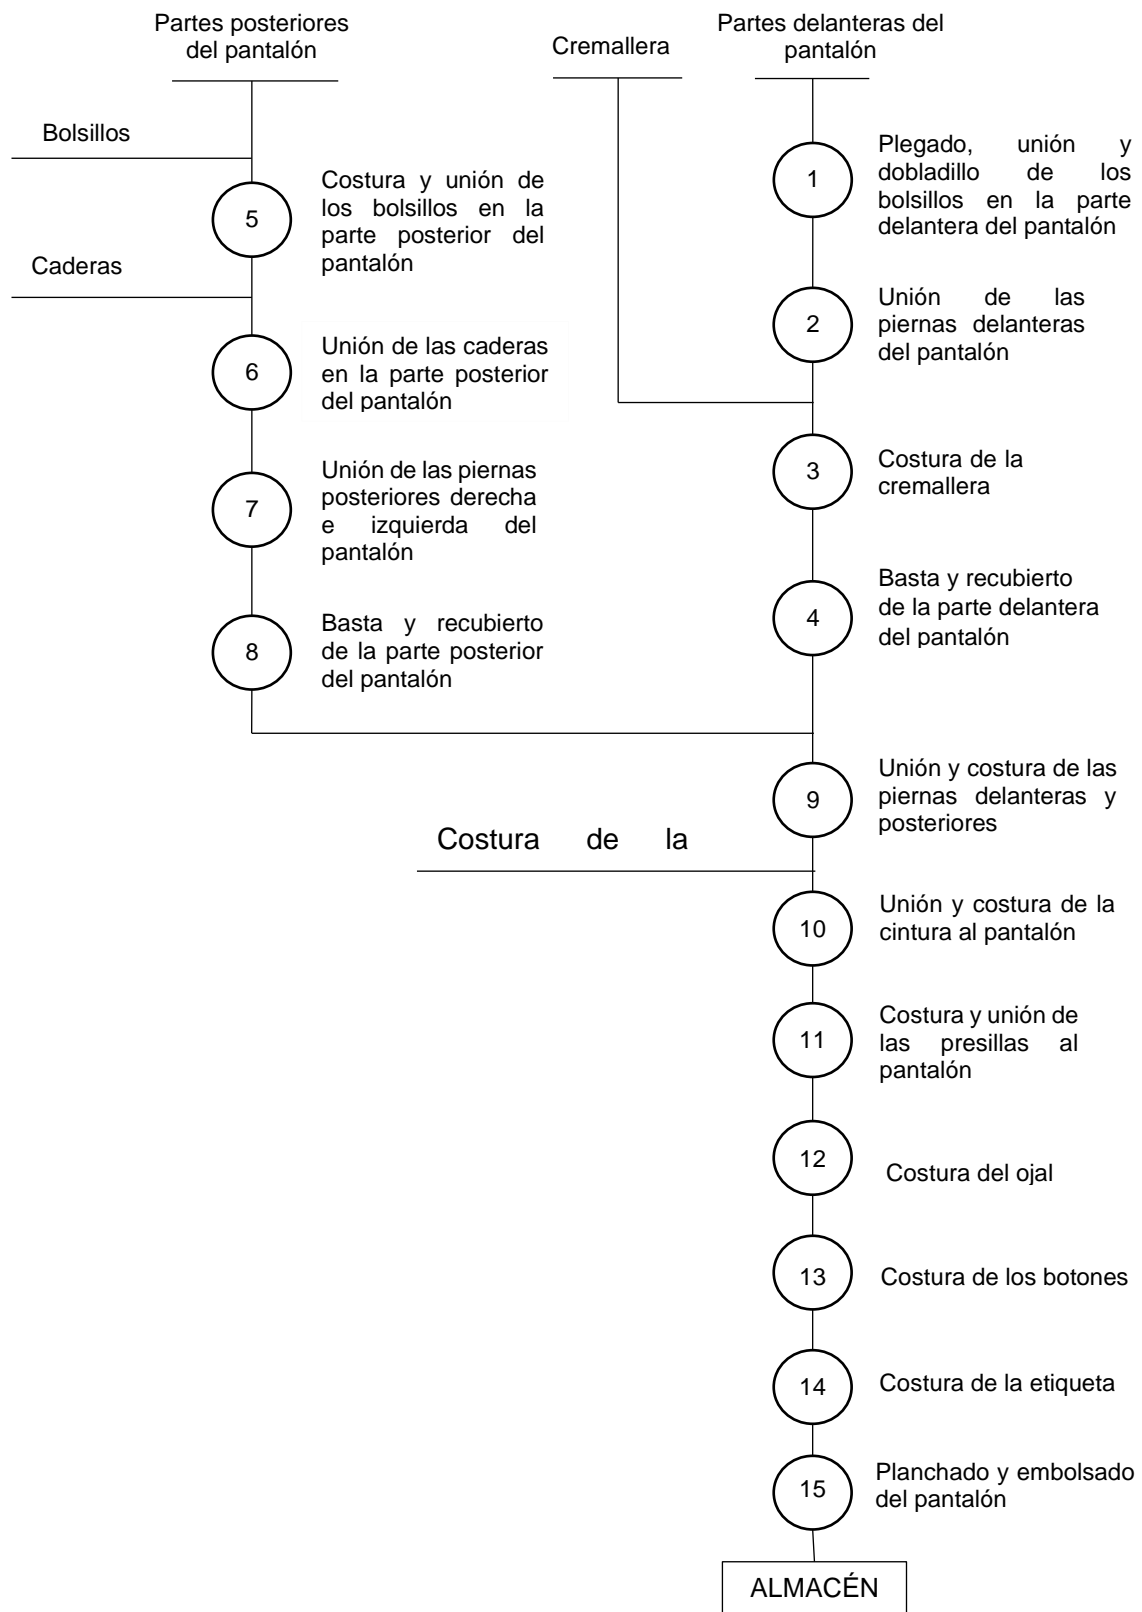 Partes posteriores
del pantalón
Cremallera
Partes delanteras del
pantalón
Bolsillos
Caderas
5
Costura y unión de
los bolsillos en la
parte posterior del
pantalón
6
Unión de las caderas
en la parte posterior
del pantalón
7
Unión de las piernas
posteriores derecha
e izquierda del
pantalón
8
Basta y recubierto
de la parte posterior
del pantalón
1
Plegado, unión y
dobladillo de los
bolsillos en la parte
delantera del pantalón
2
Unión de las
piernas delanteras
del pantalón
3
Costura de la
cremallera
4
Basta y recubierto
de la parte delantera
del pantalón
9
Unión y costura de las
piernas delanteras y
posteriores
Costura de la
10
Unión y costura de la
cintura al pantalón
11
Costura y unión de
las presillas al
pantalón
12
Costura del ojal
13
Costura de los botones
14
Costura de la etiqueta
15
Planchado y embolsado
del pantalón
ALMACÉN